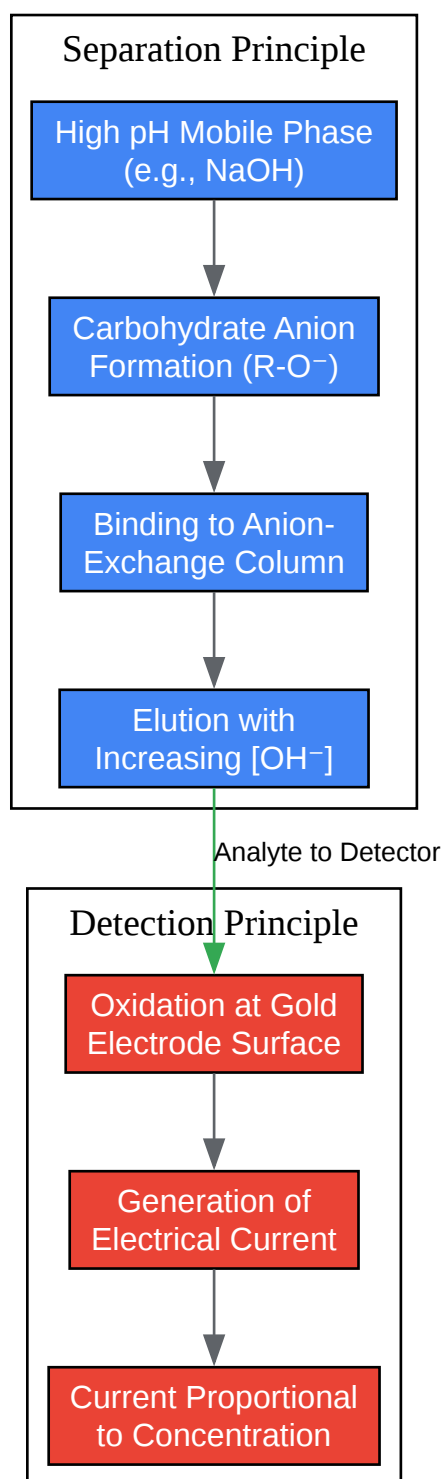 Separation Principle
High pH Mobile Phase
(e.g., NaOH)
Carbohydrate Anion
Formation (R-O⁻)
Binding to Anion-
Exchange Column
Elution with
Increasing [OH⁻]
Analyte to Detector
Detection Principle
Oxidation at Gold
Electrode Surface
Generation of
Electrical Current
Current Proportional
to Concentration